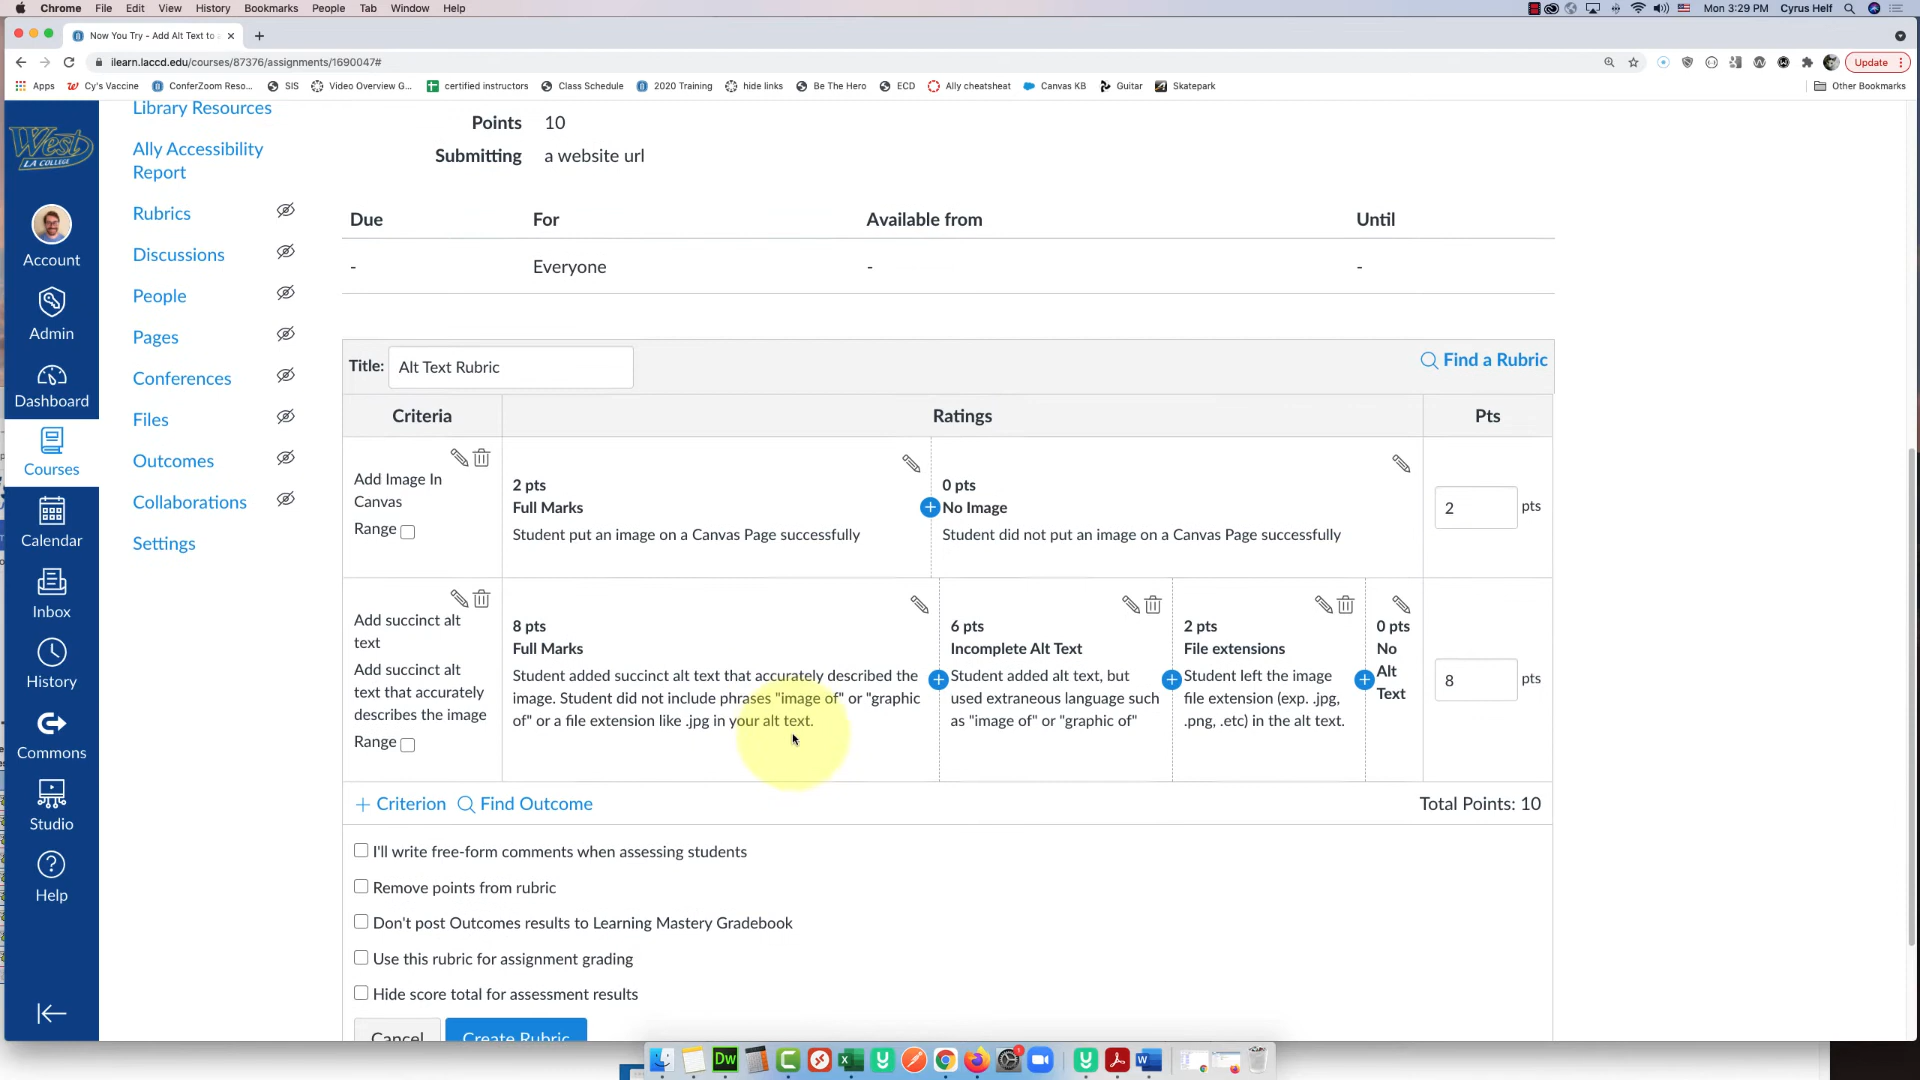 Chrome File Edit View History Bookmarks People Tab Window Help
Mon 3:29 PM Cyrus Helf
Now You Try - Add Alt Text to
ilearn.laccd.edu/courses/87376/assignments/1690047#
Update
Apps Cy's Vaccine ConferZoom Reso... SIS Video Overview G... certified instructors Class Schedule 2020 Training hide links Be The Hero ECD Ally cheatsheet Canvas KB Guitar Skatepark Other Bookmarks
West
LA COLLEGE
Account
Admin
Dashboard
Courses
Calendar
Inbox
History
Commons
Studio
Help
Library Resources
Ally Accessibility
Report
Rubrics
Discussions
People
Pages
Conferences
Files
Outcomes
Collaborations
Settings
Points 10
Submitting a website url
Due For Available from Until
- Everyone - -
Title: Alt Text Rubric
Find a Rubric
Criteria Ratings Pts
Add Image In
Canvas
Range
2 pts
Full Marks
Student put an image on a Canvas Page successfully
0 pts
No Image
Student did not put an image on a Canvas Page successfully
2 pts
Add succinct alt
text
Add succinct alt
text that accurately
describes the image
Range
8 pts
Full Marks
Student added succinct alt text that accurately described the
image. Student did not include phrases "image of" or "graphic
of" or a file extension like .jpg in your alt text.
6 pts
Incomplete Alt Text
Student added alt text, but
used extraneous language such
as "image of" or "graphic of"
2 pts
File extensions
Student left the image
file extension (exp. .jpg,
.png, .etc) in the alt text.
0 pts
No
Alt
Text
8 pts
Criterion Find Outcome
Total Points: 10
I'll write free-form comments when assessing students
Remove points from rubric
Don't post Outcomes results to Learning Mastery Gradebook
Use this rubric for assignment grading
Hide score total for assessment results
Cancel Create Rubric
Dw